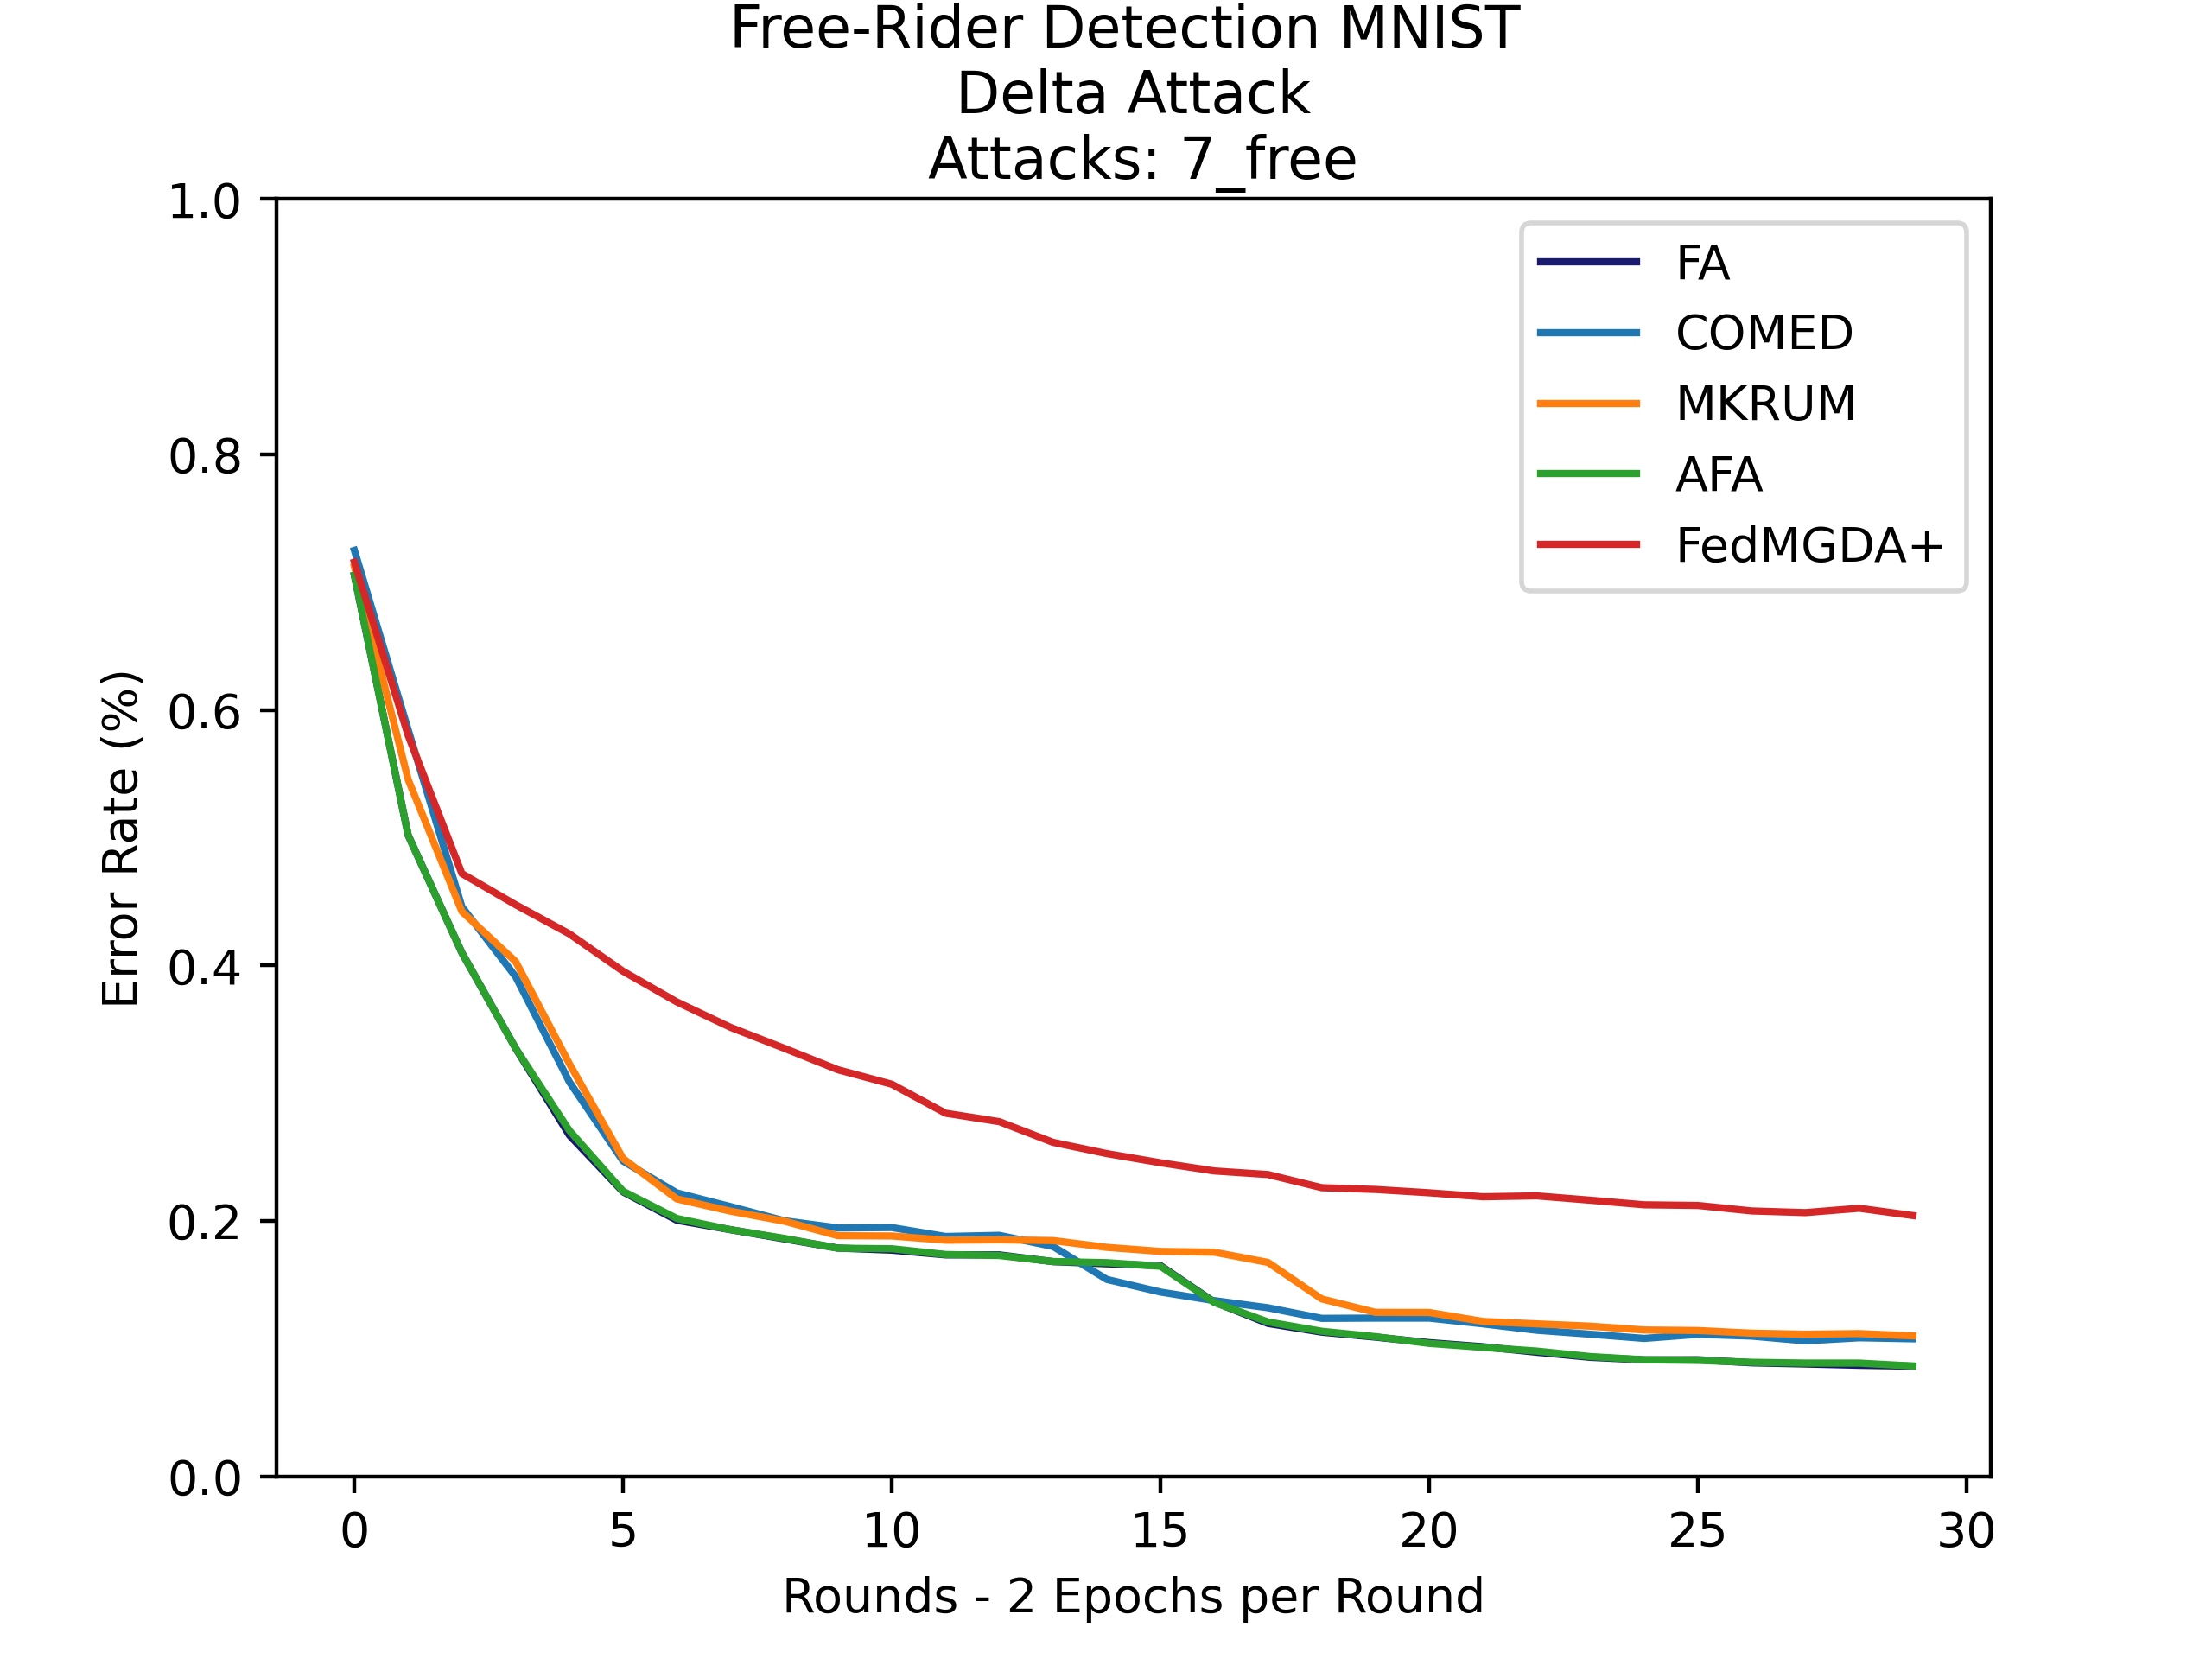 Free-Rider Detection MNIST
Delta Attack
Attacks: 7_free
1.0
0.8
0.6
0.4
0.2
0.0
Error Rate (%)
FA
COMED
MKRUM
AFA
FedMGDA+
0 5 10 15 20 25 30
Rounds - 2 Epochs per Round